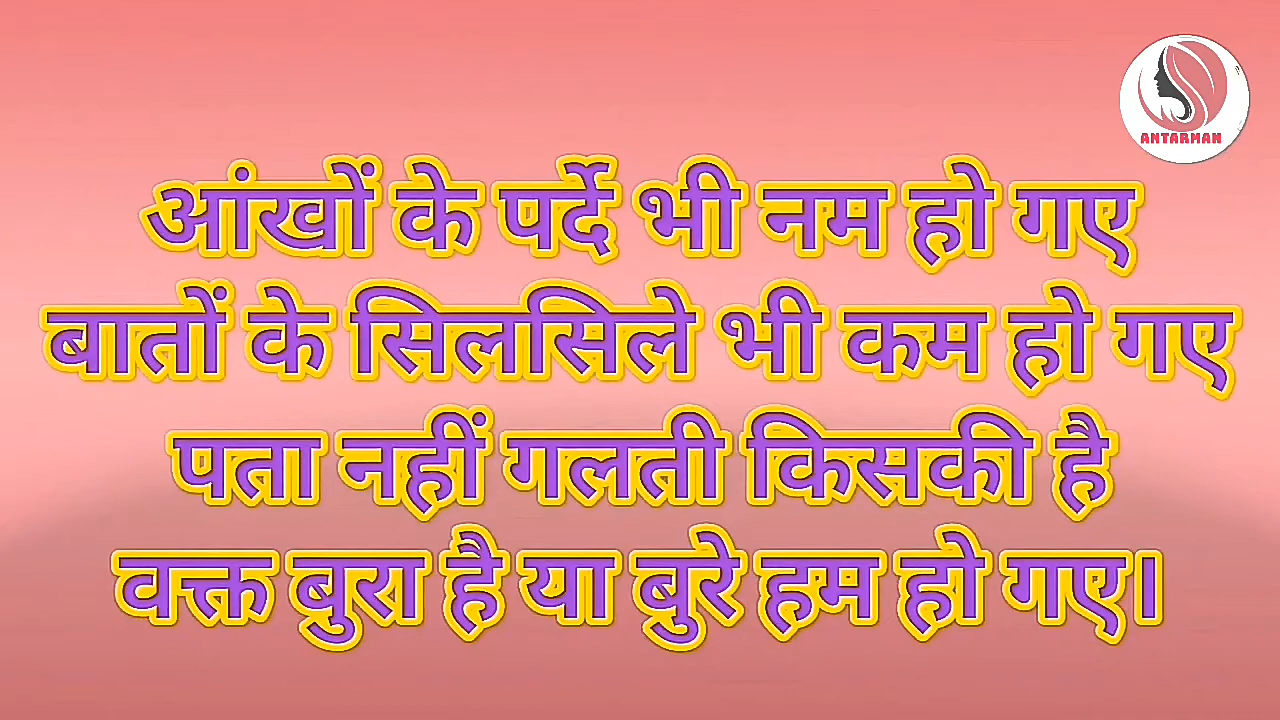 ANTARMAN
आंखों के पर्दे भी नम हो गए
बातों के सिलसिले भी कम हो गए
पता नहीं गलती किसकी है
वक्त बुरा है या बुरे हम हो गए।